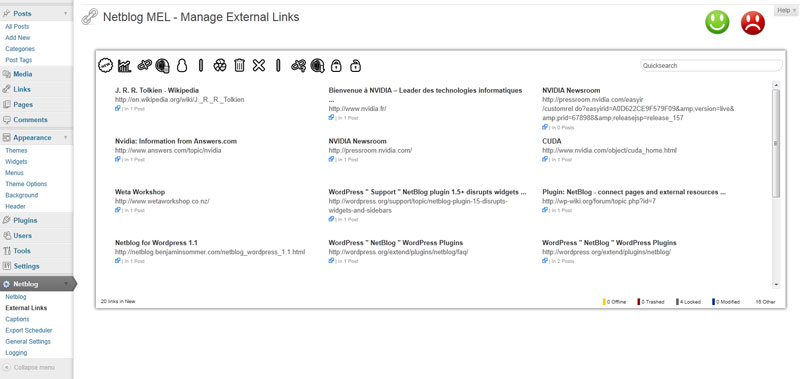 Posts
All Posts
Add New
Categories
Post Tags
Media
Links
Pages
Comments
Appearance
Themes
Widgets
Menus
Theme Options
Background
Header
Plugins
Users
Tools
Settings
Netblog
Netblog
External Links
Captions
Export Scheduler
General Settings
Logging
Collapse menu
Netblog MEL - Manage External Links
Help
NEW
Quicksearch
J. R. R. Tolkien - Wikipedia
http://en.wikipedia.org/wiki/J._R._R._Tolkien
| In 1 Post
Bienvenue à NVIDIA – Leader des technologies informatiques
...
http://www.nvidia.fr/
| In 1 Post
NVIDIA Newsroom
http://pressroom.nvidia.com/easyir
/customrel.do?easyirid=A0D622CE9F579F09&amp;version=live&
amp;prid=678988&amp;releasejsp=release_157
| In 0 Posts
Nvidia: Information from Answers.com
http://www.answers.com/topic/nvidia
| In 1 Post
NVIDIA Newsroom
http://pressroom.nvidia.com/
| In 1 Post
CUDA
http://www.nvidia.com/object/cuda_home.html
| In 1 Post
Weta Workshop
http://www.wetaworkshop.co.nz/
| In 1 Post
WordPress " Support " NetBlog plugin 1.5+ disrupts widgets ...
http://wordpress.org/support/topic/netblog-plugin-15-disrupts-
widgets-and-sidebars
| In 1 Post
Plugin: NetBlog - connect pages and external resources ...
http://wp-wiki.org/forum/topic.php?id=7
| In 1 Post
Netblog for Wordpress 1.1
http://netblog.benjaminsommer.com/netblog_wordpress_1.1.html
| In 1 Post
WordPress " NetBlog " WordPress Plugins
http://wordpress.org/extend/plugins/netblog/faq/
| In 1 Post
WordPress " NetBlog " WordPress Plugins
http://wordpress.org/extend/plugins/netblog/
| In 2 Posts
20 links in New
0 Offline
0 Trashed
4 Locked
0 Modified
16 Other